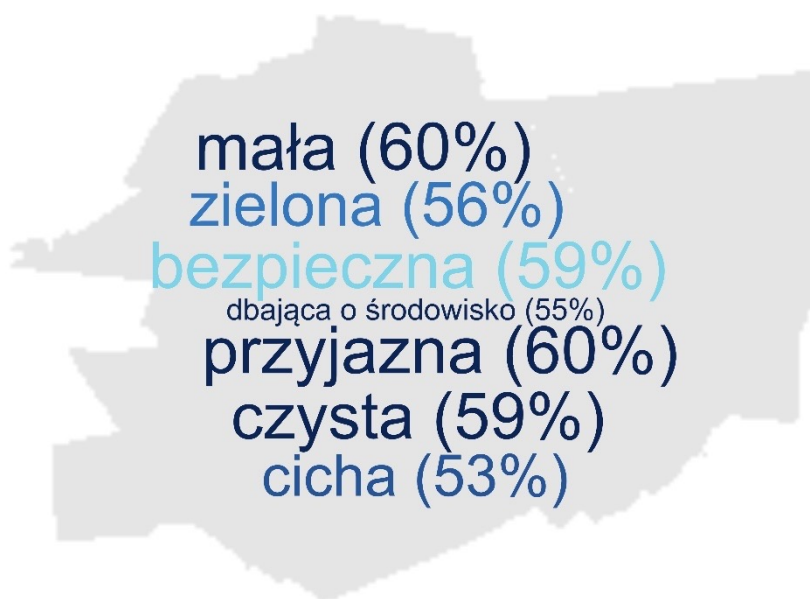 mała (60%)
zielona (56%)
bezpieczna (59%)
dbająca o środowisko (55%)
przyjazna (60%)
czysta (59%)
cicha (53%)